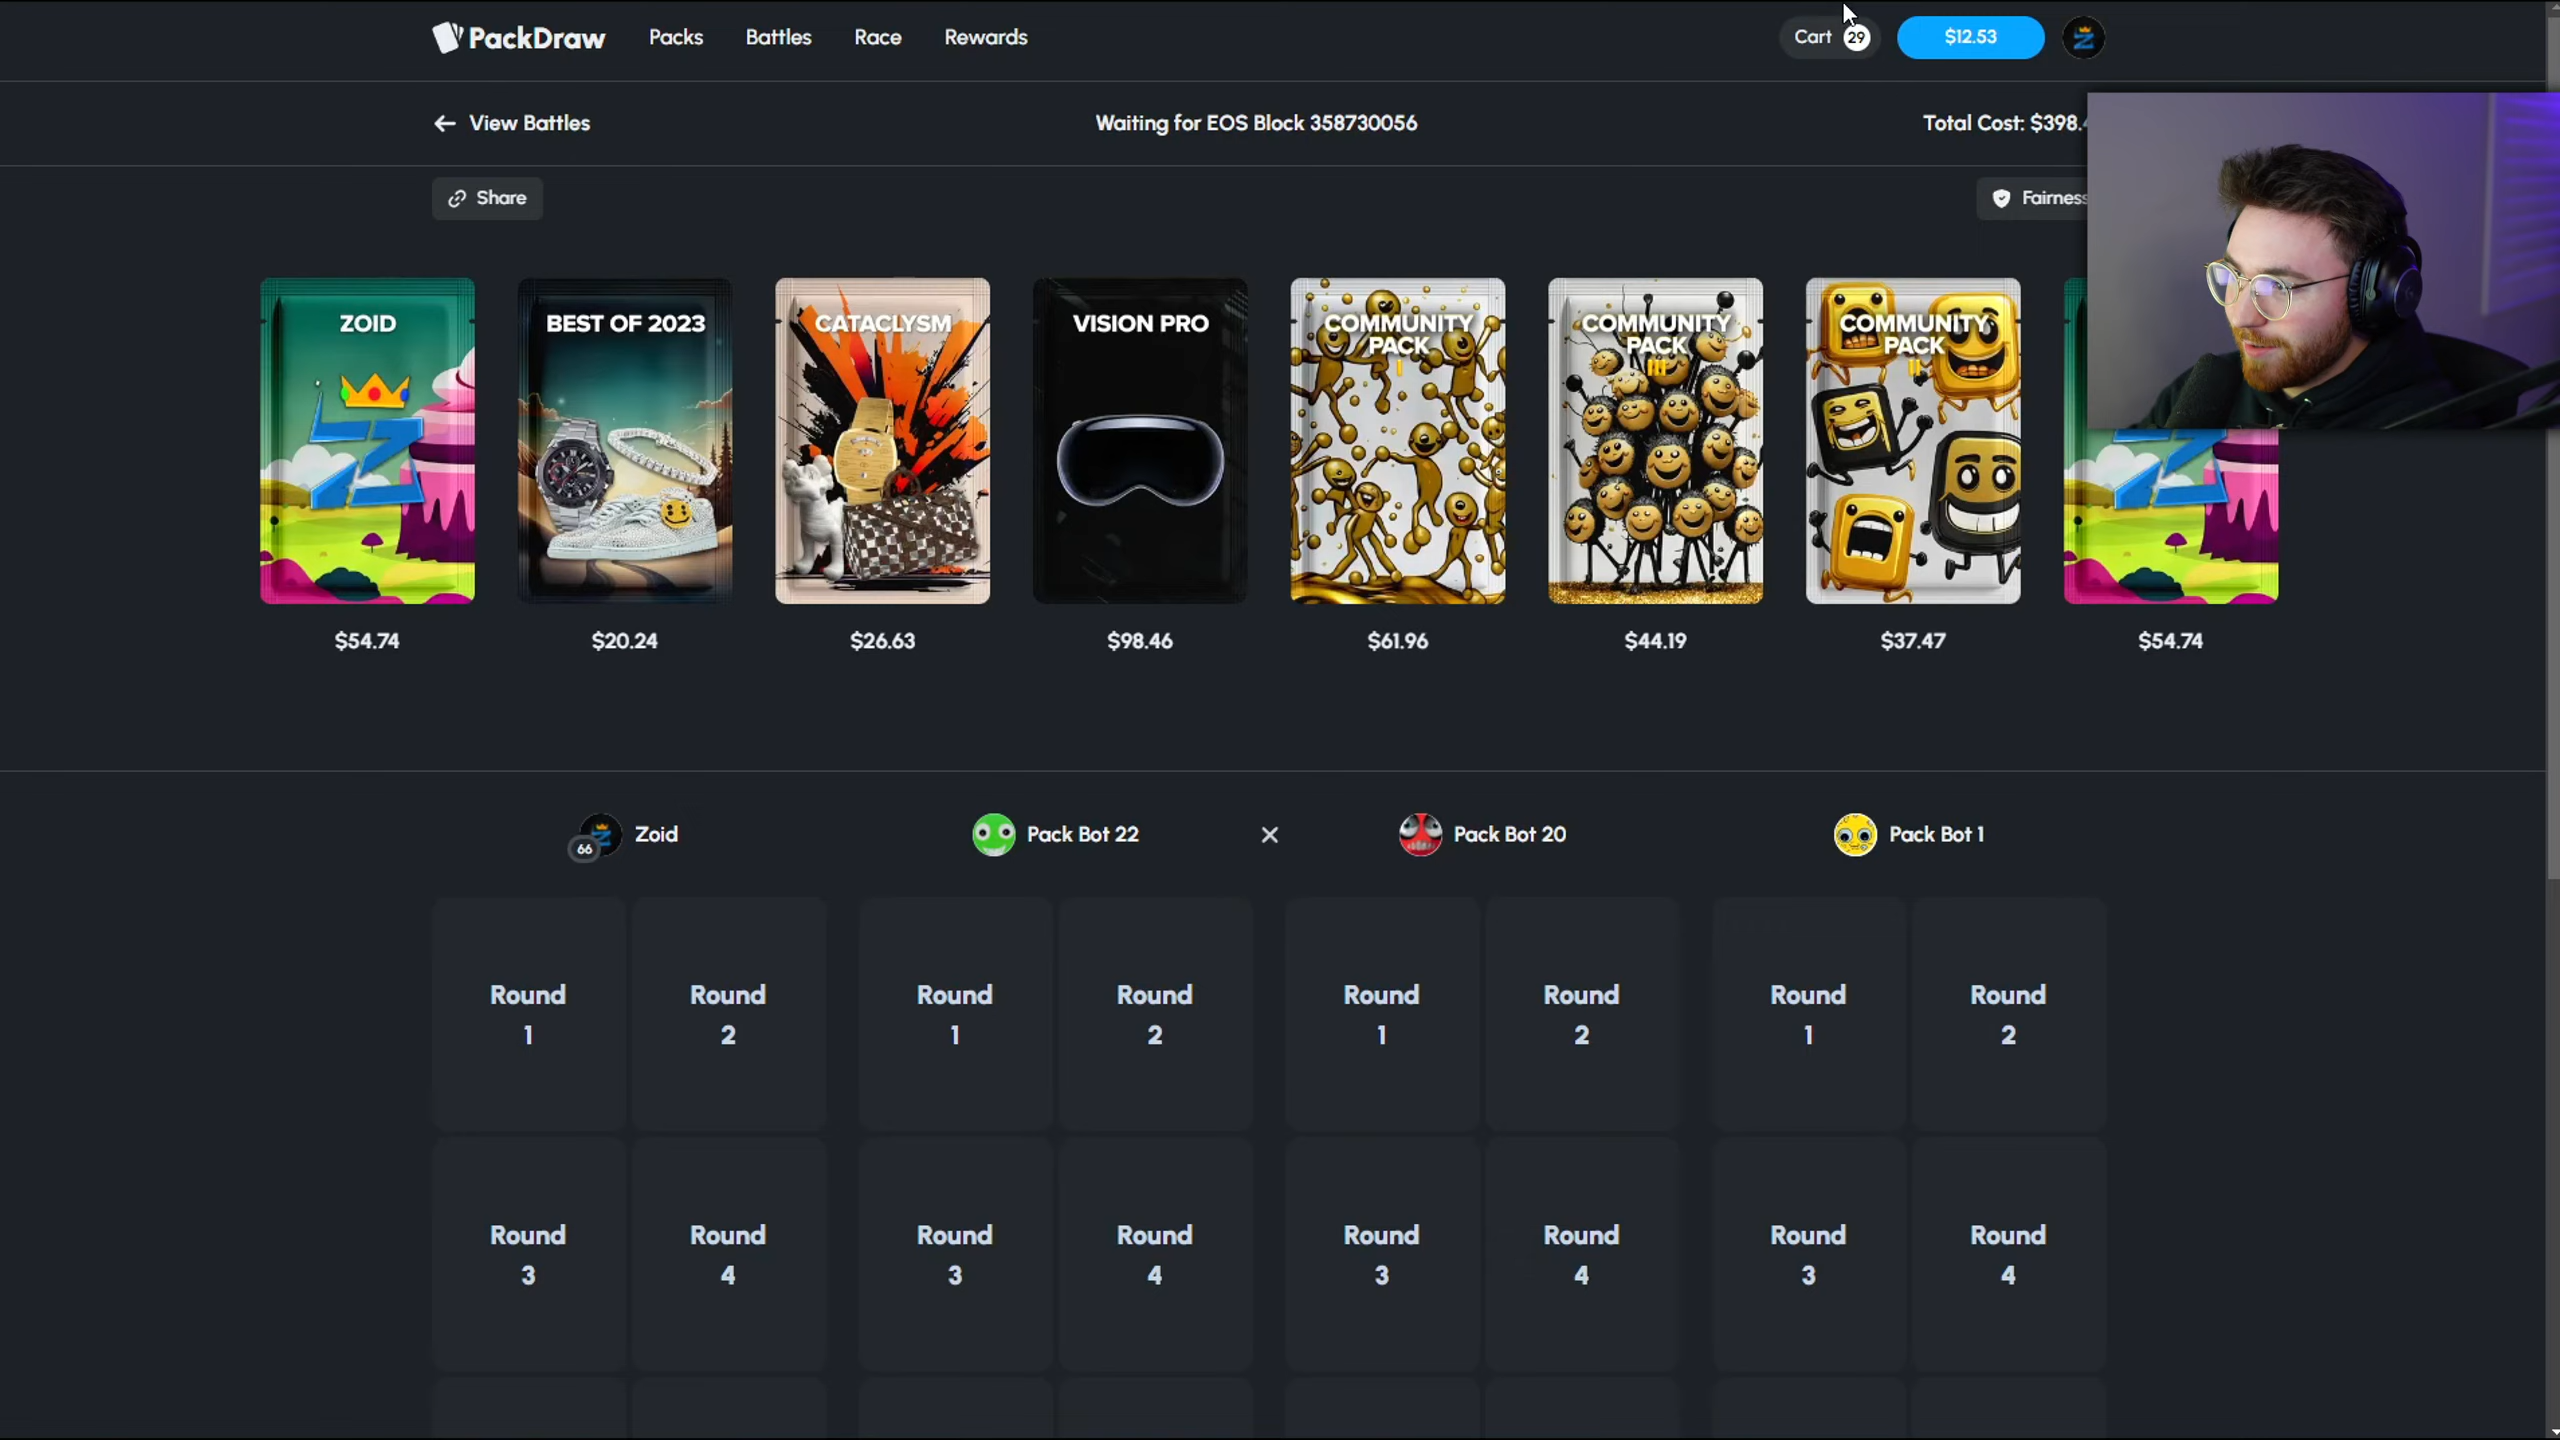 PackDraw
Packs
Battles
Race
Rewards
Cart
29
$12.53
View Battles
Waiting for EOS Block 358730056
Total Cost: $398.
Share
Fairness
ZOID
BEST OF 2023
CATACLYSM
VISION PRO
COMMUNITY
PACK
I
COMMUNITY
PACK
III
COMMUNITY
PACK
II
$54.74
$20.24
$26.63
$98.46
$61.96
$44.19
$37.47
$54.74
66
Zoid
Pack Bot 22
Pack Bot 20
Pack Bot 1
Round
1
Round
2
Round
1
Round
2
Round
1
Round
2
Round
1
Round
2
Round
3
Round
4
Round
3
Round
4
Round
3
Round
4
Round
3
Round
4